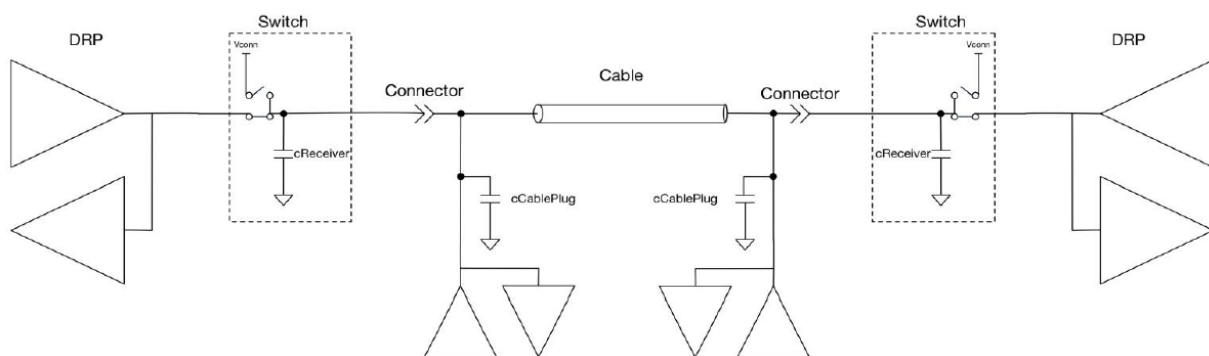 Switch
Switch
DRP
DRP
Vconn
Vconn
Cable
Connector
Connector
cReceiver
cReceiver
cCablePlug
cCablePlug